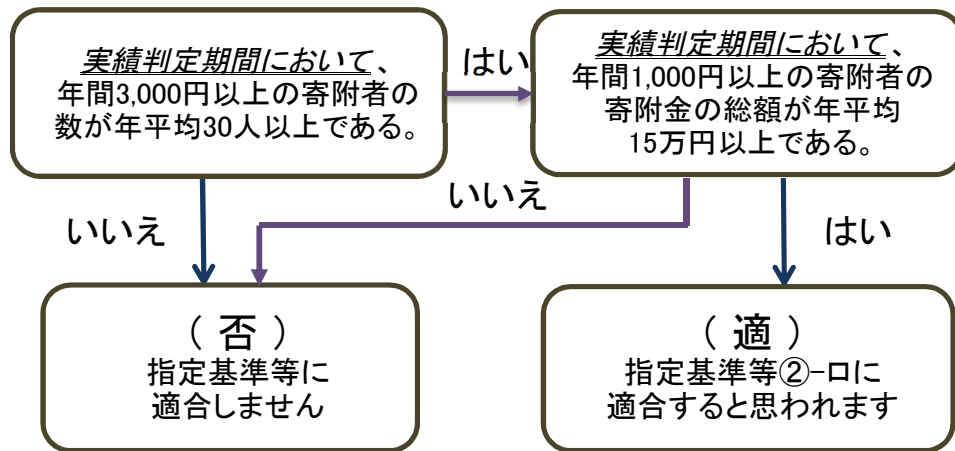 実績判定期間において、
年間3,000円以上の寄附者の
数が年平均30人以上である。
はい
実績判定期間において、
年間1,000円以上の寄附者の
寄附金の総額が年平均
15万円以上である。
いいえ
いいえ
はい
（ 否 ）
指定基準等に
適合しません
（ 適 ）
指定基準等②-ロに
適合すると思われます